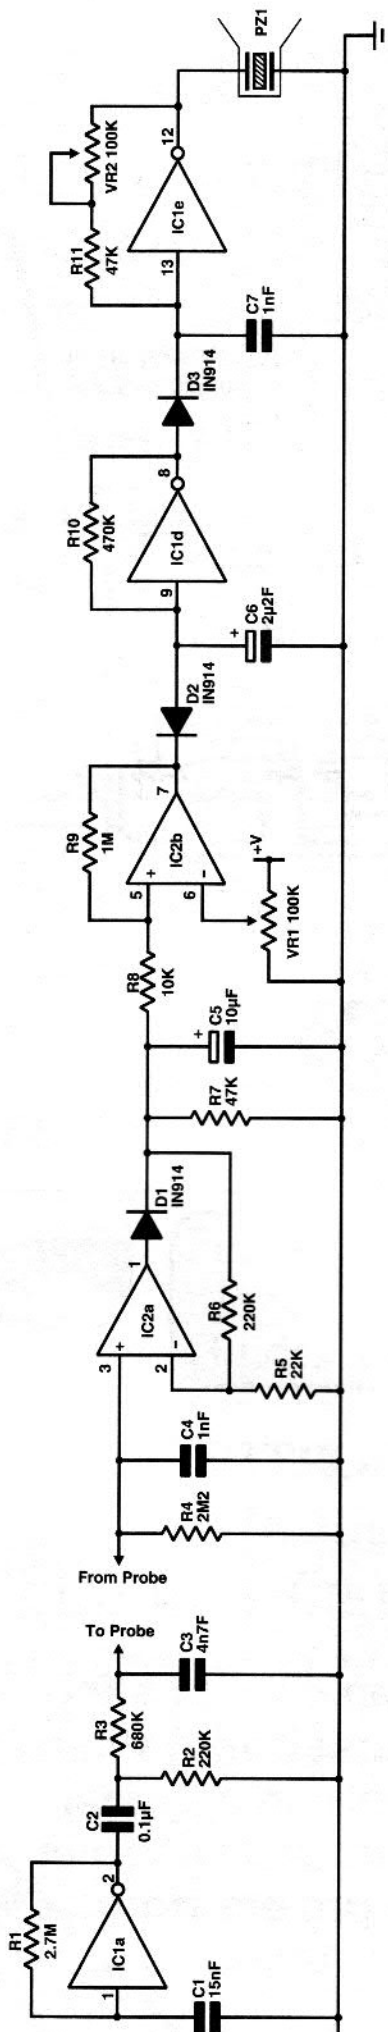 R1
2.7M
1
2
IC1a
C1
15nF
C2
0.1µF
R3
680K
R2
220K
To Probe
C3
4n7F
From Probe
R4
2M2
C4
1nF
3
+
2
−
1
IC2a
R5
22K
R6
220K
D1
IN914
R7
47K
C5
10µF
+
R8
10K
R9
1M
5
+
6
−
7
IC2b
VR1 100K
+V
D2
IN914
C6
2µ2F
+
R10
470K
9
8
IC1d
D3
IN914
C7
1nF
R11
47K
VR2 100K
13
12
IC1e
PZ1